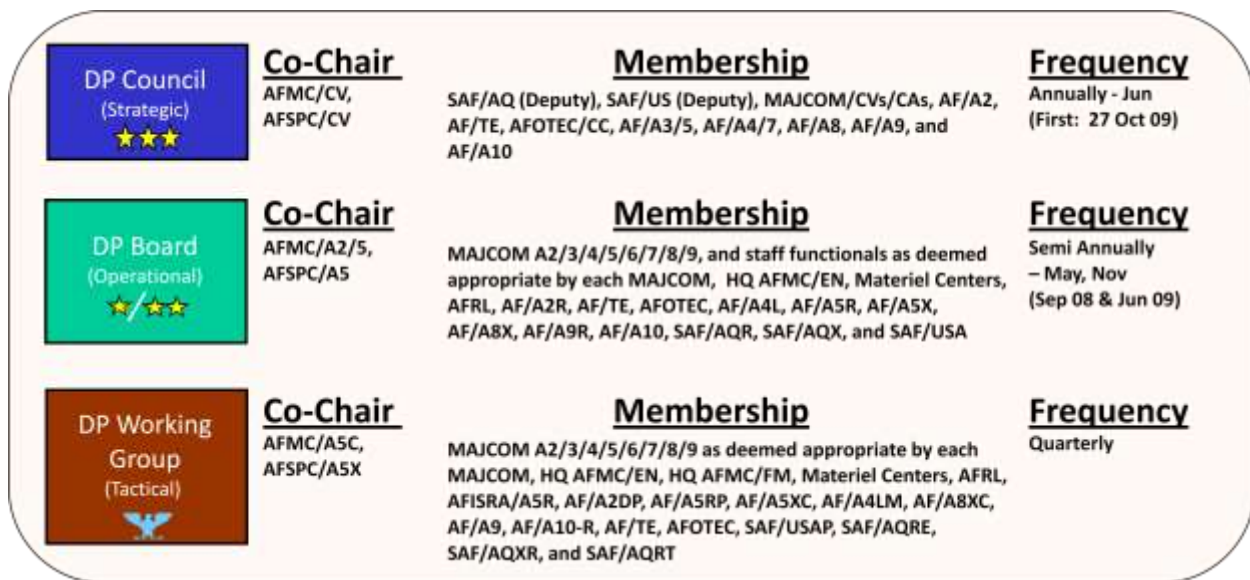 DP Council
(Strategic)
Co-Chair
AFMC/CV,
AFSPC/CV
Membership
SAF/AQ (Deputy), SAF/US (Deputy), MAJCOM/CVs/CAs, AF/A2,
AF/TE, AFOTEC/CC, AF/A3/5, AF/A4/7, AF/A8, AF/A9, and
AF/A10
Frequency
Annually - Jun
(First: 27 Oct 09)
DP Board
(Operational)
/
Co-Chair
AFMC/A2/5,
AFSPC/A5
Membership
MAJCOM A2/3/4/5/6/7/8/9, and staff functionals as deemed
appropriate by each MAJCOM, HQ AFMC/EN, Materiel Centers,
AFRL, AF/A2R, AF/TE, AFOTEC, AF/A4L, AF/A5R, AF/A5X,
AF/A8X, AF/A9R, AF/A10, SAF/AQR, SAF/AQX, and SAF/USA
Frequency
Semi Annually
– May, Nov
(Sep 08 & Jun 09)
DP Working
Group
(Tactical)
Co-Chair
AFMC/A5C,
AFSPC/A5X
Membership
MAJCOM A2/3/4/5/6/7/8/9 as deemed appropriate by each
MAJCOM, HQ AFMC/EN, HQ AFMC/FM, Materiel Centers, AFRL,
AFISRA/A5R, AF/A2DP, AF/A5RP, AF/A5XC, AF/A4LM, AF/A8XC,
AF/A9, AF/A10-R, AF/TE, AFOTEC, SAF/USAP, SAF/AQRE,
SAF/AQXR, and SAF/AQRT
Frequency
Quarterly